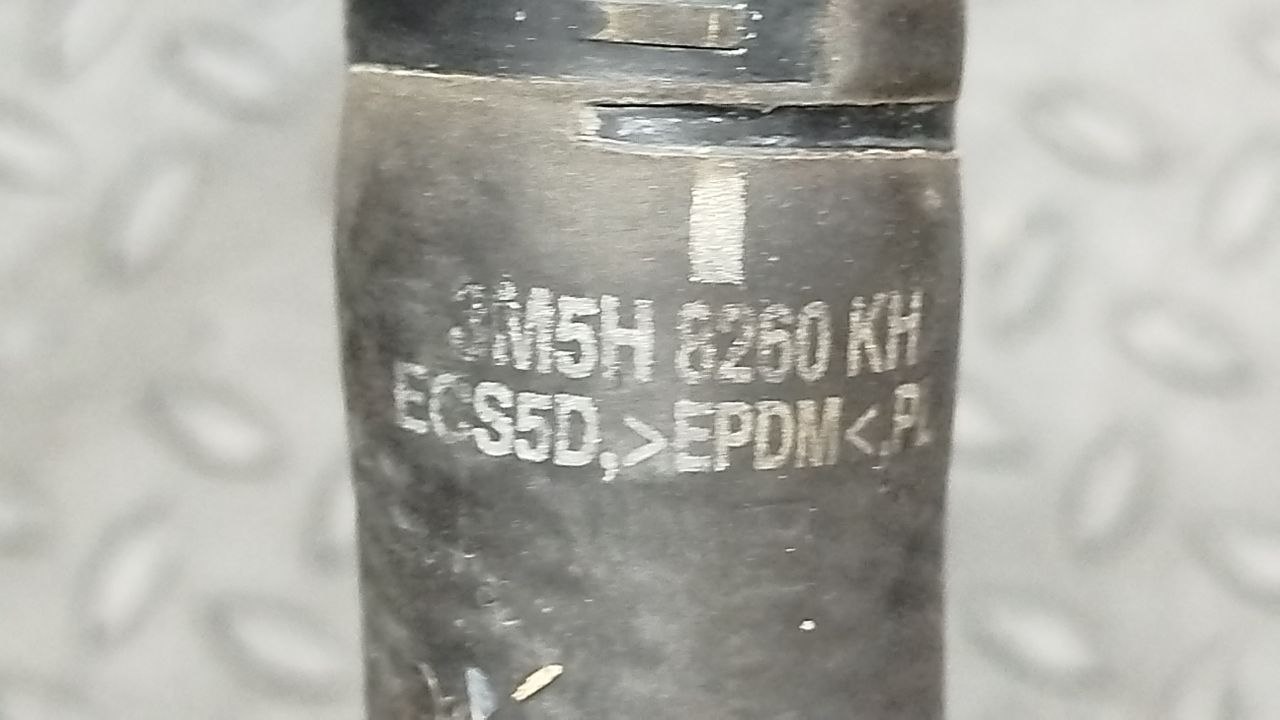 3M5H 8260 KH
ECS5D,>EPDM<